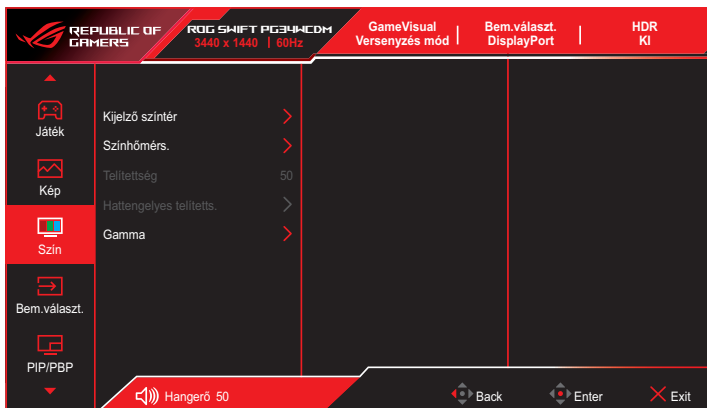 REPUBLIC OF
GAMERS
ROG SWIFT PG34WCDM
3440 x 1440 | 60Hz
GameVisual
Versenyzés mód
Bem.választ.
DisplayPort
HDR
KI
Játék
Kép
Szín
Bem.választ.
PIP/PBP
Kijelző színtér
Színhőmérs.
Telítettség 50
Hattengelyes telítetts.
Gamma
Hangerő 50
Back
Enter
Exit